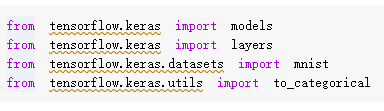 from tensorflow.keras import models
from tensorflow.keras import layers
from tensorflow.keras.datasets import mnist
from tensorflow.keras.utils import to_categorical